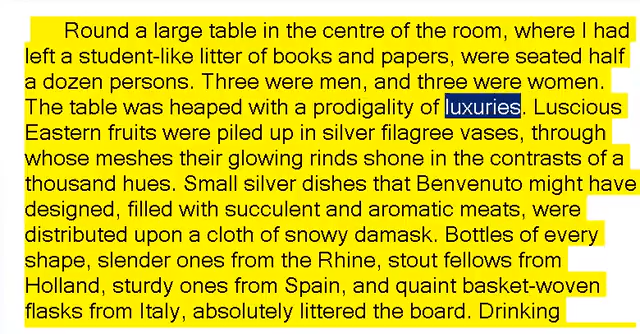 Round a large table in the centre of the room, where I had
left a student-like litter of books and papers, were seated half
a dozen persons. Three were men, and three were women.
The table was heaped with a prodigality of luxuries. Luscious
Eastern fruits were piled up in silver filagree vases, through
whose meshes their glowing rinds shone in the contrasts of a
thousand hues. Small silver dishes that Benvenuto might have
designed, filled with succulent and aromatic meats, were
distributed upon a cloth of snowy damask. Bottles of every
shape, slender ones from the Rhine, stout fellows from
Holland, sturdy ones from Spain, and quaint basket-woven
flasks from Italy, absolutely littered the board. Drinking